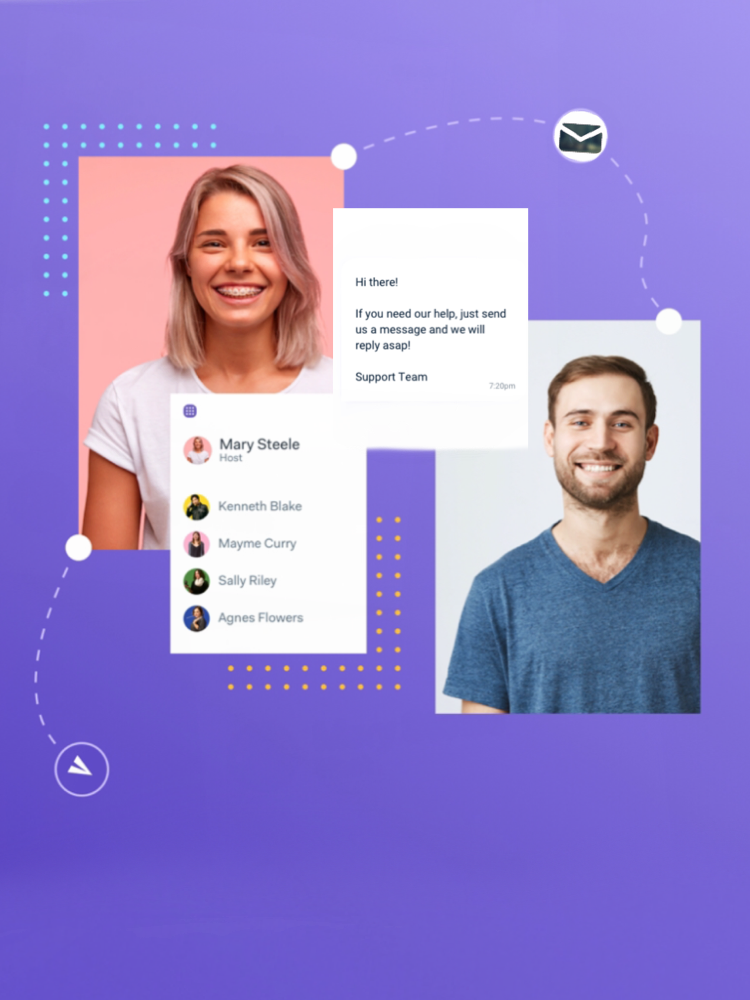 Hi there!
If you need our help, just send
us a message and we will
reply asap!
Support Team
7:20pm
Mary Steele
Host
Kenneth Blake
Mayme Curry
Sally Riley
Agnes Flowers